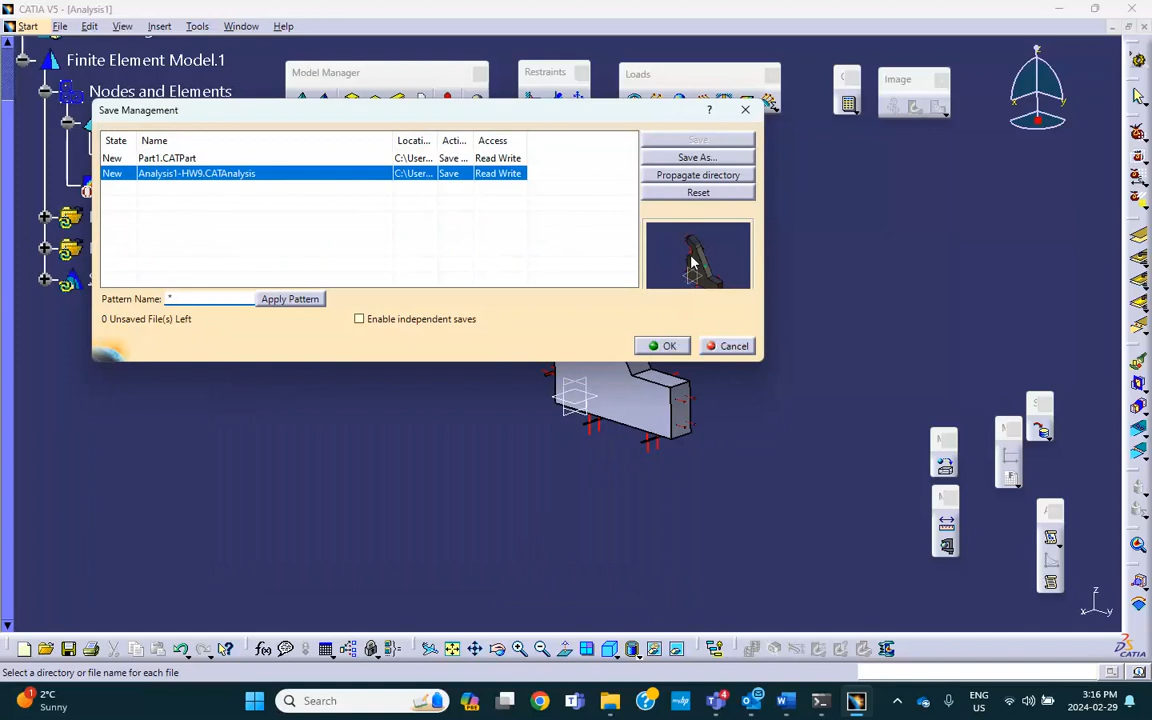 CATIA V5 - [Analysis1]
Start File Edit View Insert Tools Window Help
Finite Element Model.1
Nodes and Elements
Model Manager
Restraints
Loads
Image
Save Management
?
State Name Locati... Acti... Access
New Part1.CATPart C:\User... Save ... Read Write
New Analysis1-HW9.CATAnalysis C:\User... Save Read Write
Save
Save As...
Propagate directory
Reset
Pattern Name: * Apply Pattern
0 Unsaved File(s) Left
Enable independent saves
OK Cancel
z
x y
f(x)
CATIA
Select a directory or file name for each file
2°C
Sunny
Search
4
ENG
US
3:16 PM
2024-02-29